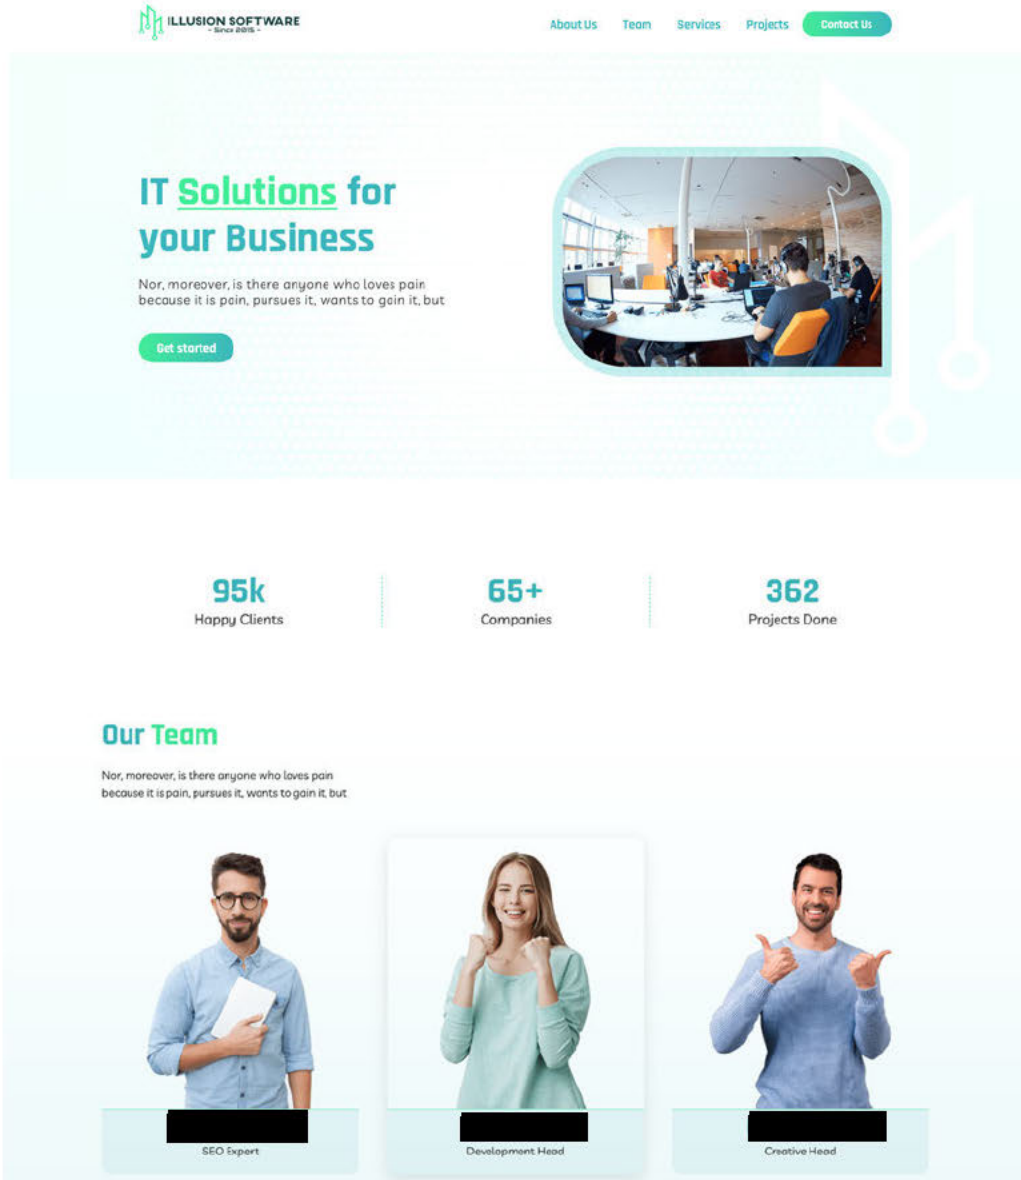 ILLUSION SOFTWARE
- Since 2015 -
About Us Team Services Projects Contact Us
IT Solutions for
your Business
Nor, moreover, is there anyone who loves pain
because it is pain, pursues it, wants to gain it, but
Get started
95k 65+ 362
Happy Clients Companies Projects Done
Our Team
Nor, moreover, is there anyone who loves pain
because it is pain, pursues it, wants to gain it, but
SEO Expert Development Head Creative Head